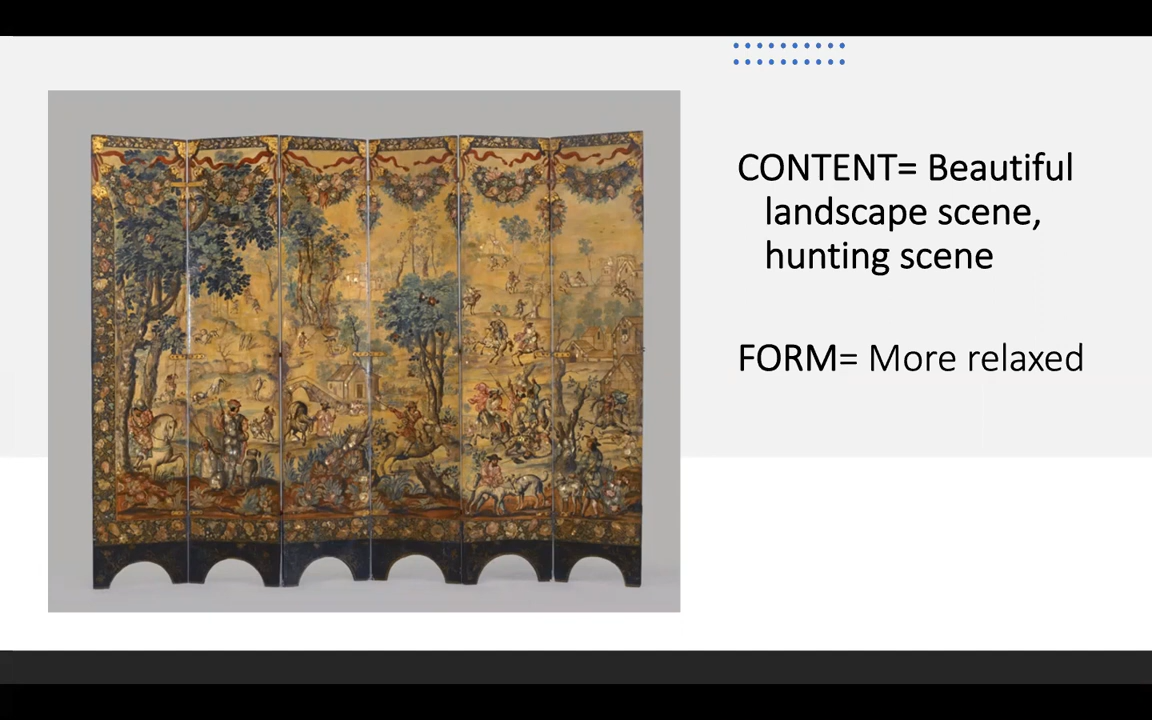 CONTENT= Beautiful
landscape scene,
hunting scene
FORM= More relaxed